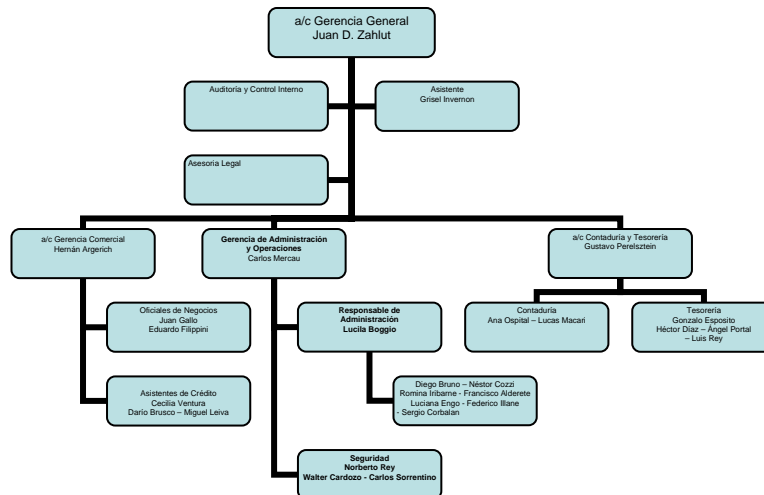 a/c Gerencia General
Juan D. Zahlut
Auditoría y Control Interno
Asistente
Grisel Invernon
Asesoria Legal
a/c Gerencia Comercial
Hernán Argerich
Gerencia de Administración
y Operaciones
Carlos Mercau
a/c Contaduría y Tesorería
Gustavo Perelsztein
Oficiales de Negocios
Juan Gallo
Eduardo Filippini
Responsable de
Administración
Lucila Boggio
Contaduría
Ana Ospital – Lucas Macari
Tesorería
Gonzalo Esposito
Héctor Díaz – Ángel Portal
– Luis Rey
Asistentes de Crédito
Cecilia Ventura
Darío Brusco – Miguel Leiva
Diego Bruno – Néstor Cozzi
Romina Iribarne - Francisco Alderete
Luciana Engo - Federico Illane
- Sergio Corbalan
Seguridad
Norberto Rey
Walter Cardozo - Carlos Sorrentino